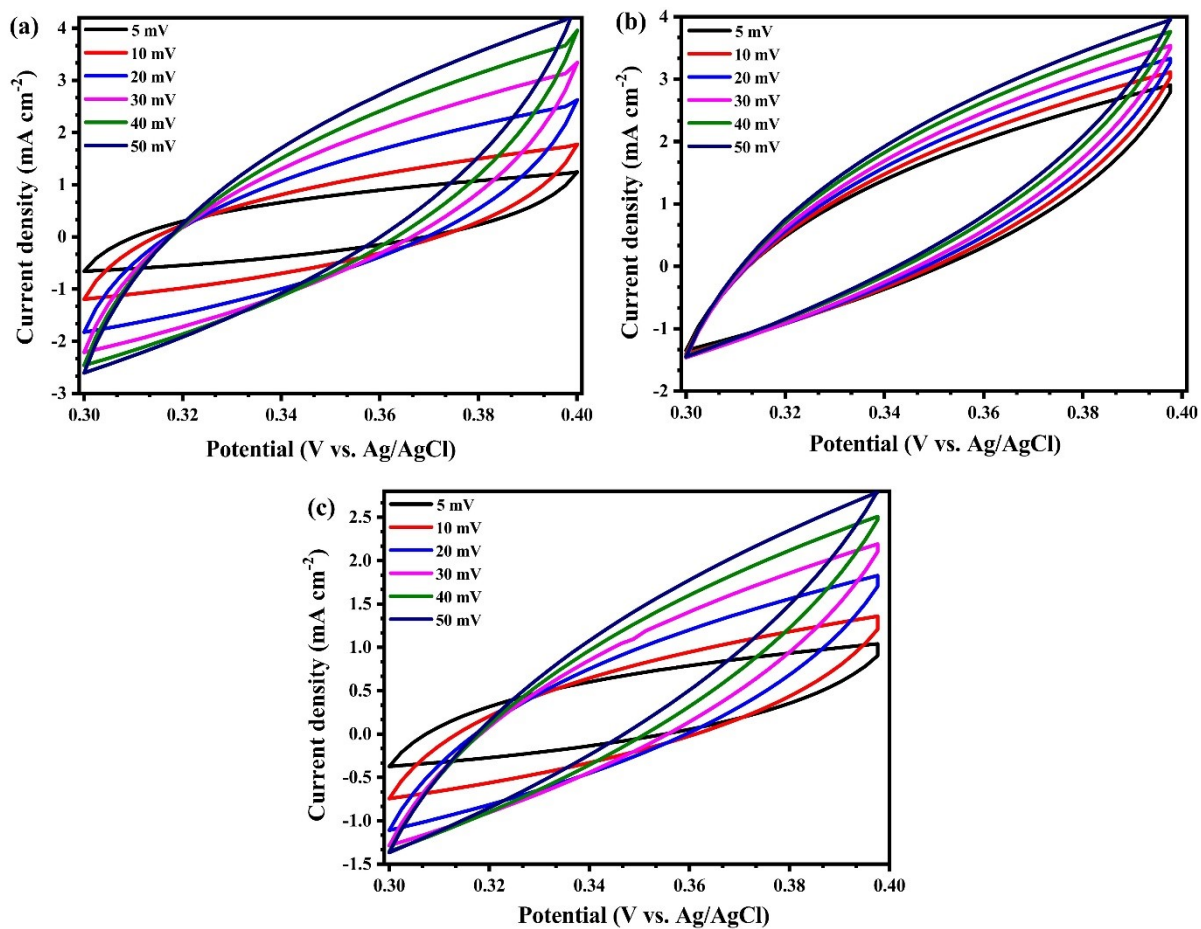 (a)
5 mV
10 mV
20 mV
30 mV
40 mV
50 mV
4
3
2
1
0
-1
-2
-3
Current density (mA cm-2)
0.30 0.32 0.34 0.36 0.38 0.40
Potential (V vs. Ag/AgCl)
(b)
5 mV
10 mV
20 mV
30 mV
40 mV
50 mV
4
3
2
1
0
-1
-2
Current density (mA cm-2)
0.30 0.32 0.34 0.36 0.38 0.40
Potential (V vs. Ag/AgCl)
(c)
5 mV
10 mV
20 mV
30 mV
40 mV
50 mV
2.5
2.0
1.5
1.0
0.5
0.0
-0.5
-1.0
-1.5
Current density (mA cm-2)
0.30 0.32 0.34 0.36 0.38 0.40
Potential (V vs. Ag/AgCl)